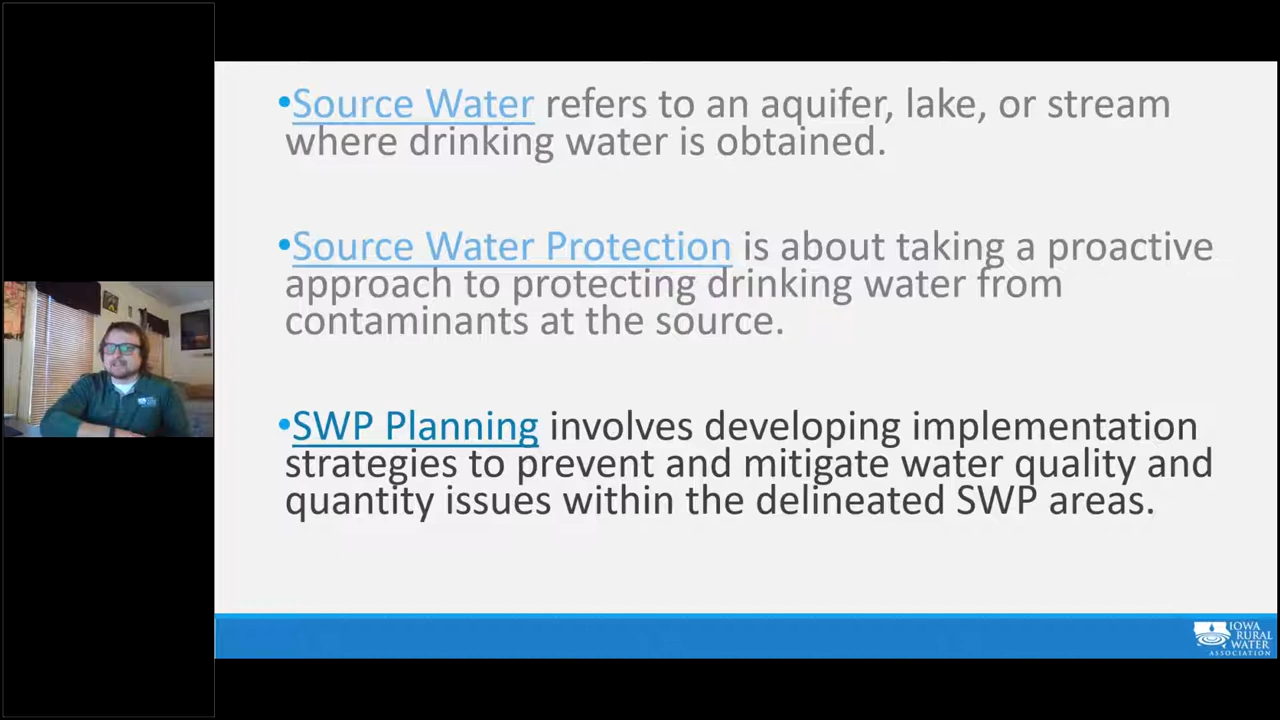 •Source Water refers to an aquifer, lake, or stream
where drinking water is obtained.
•Source Water Protection is about taking a proactive
approach to protecting drinking water from
contaminants at the source.
•SWP Planning involves developing implementation
strategies to prevent and mitigate water quality and
quantity issues within the delineated SWP areas.
IOWA
RURAL
WATER
ASSOCIATION